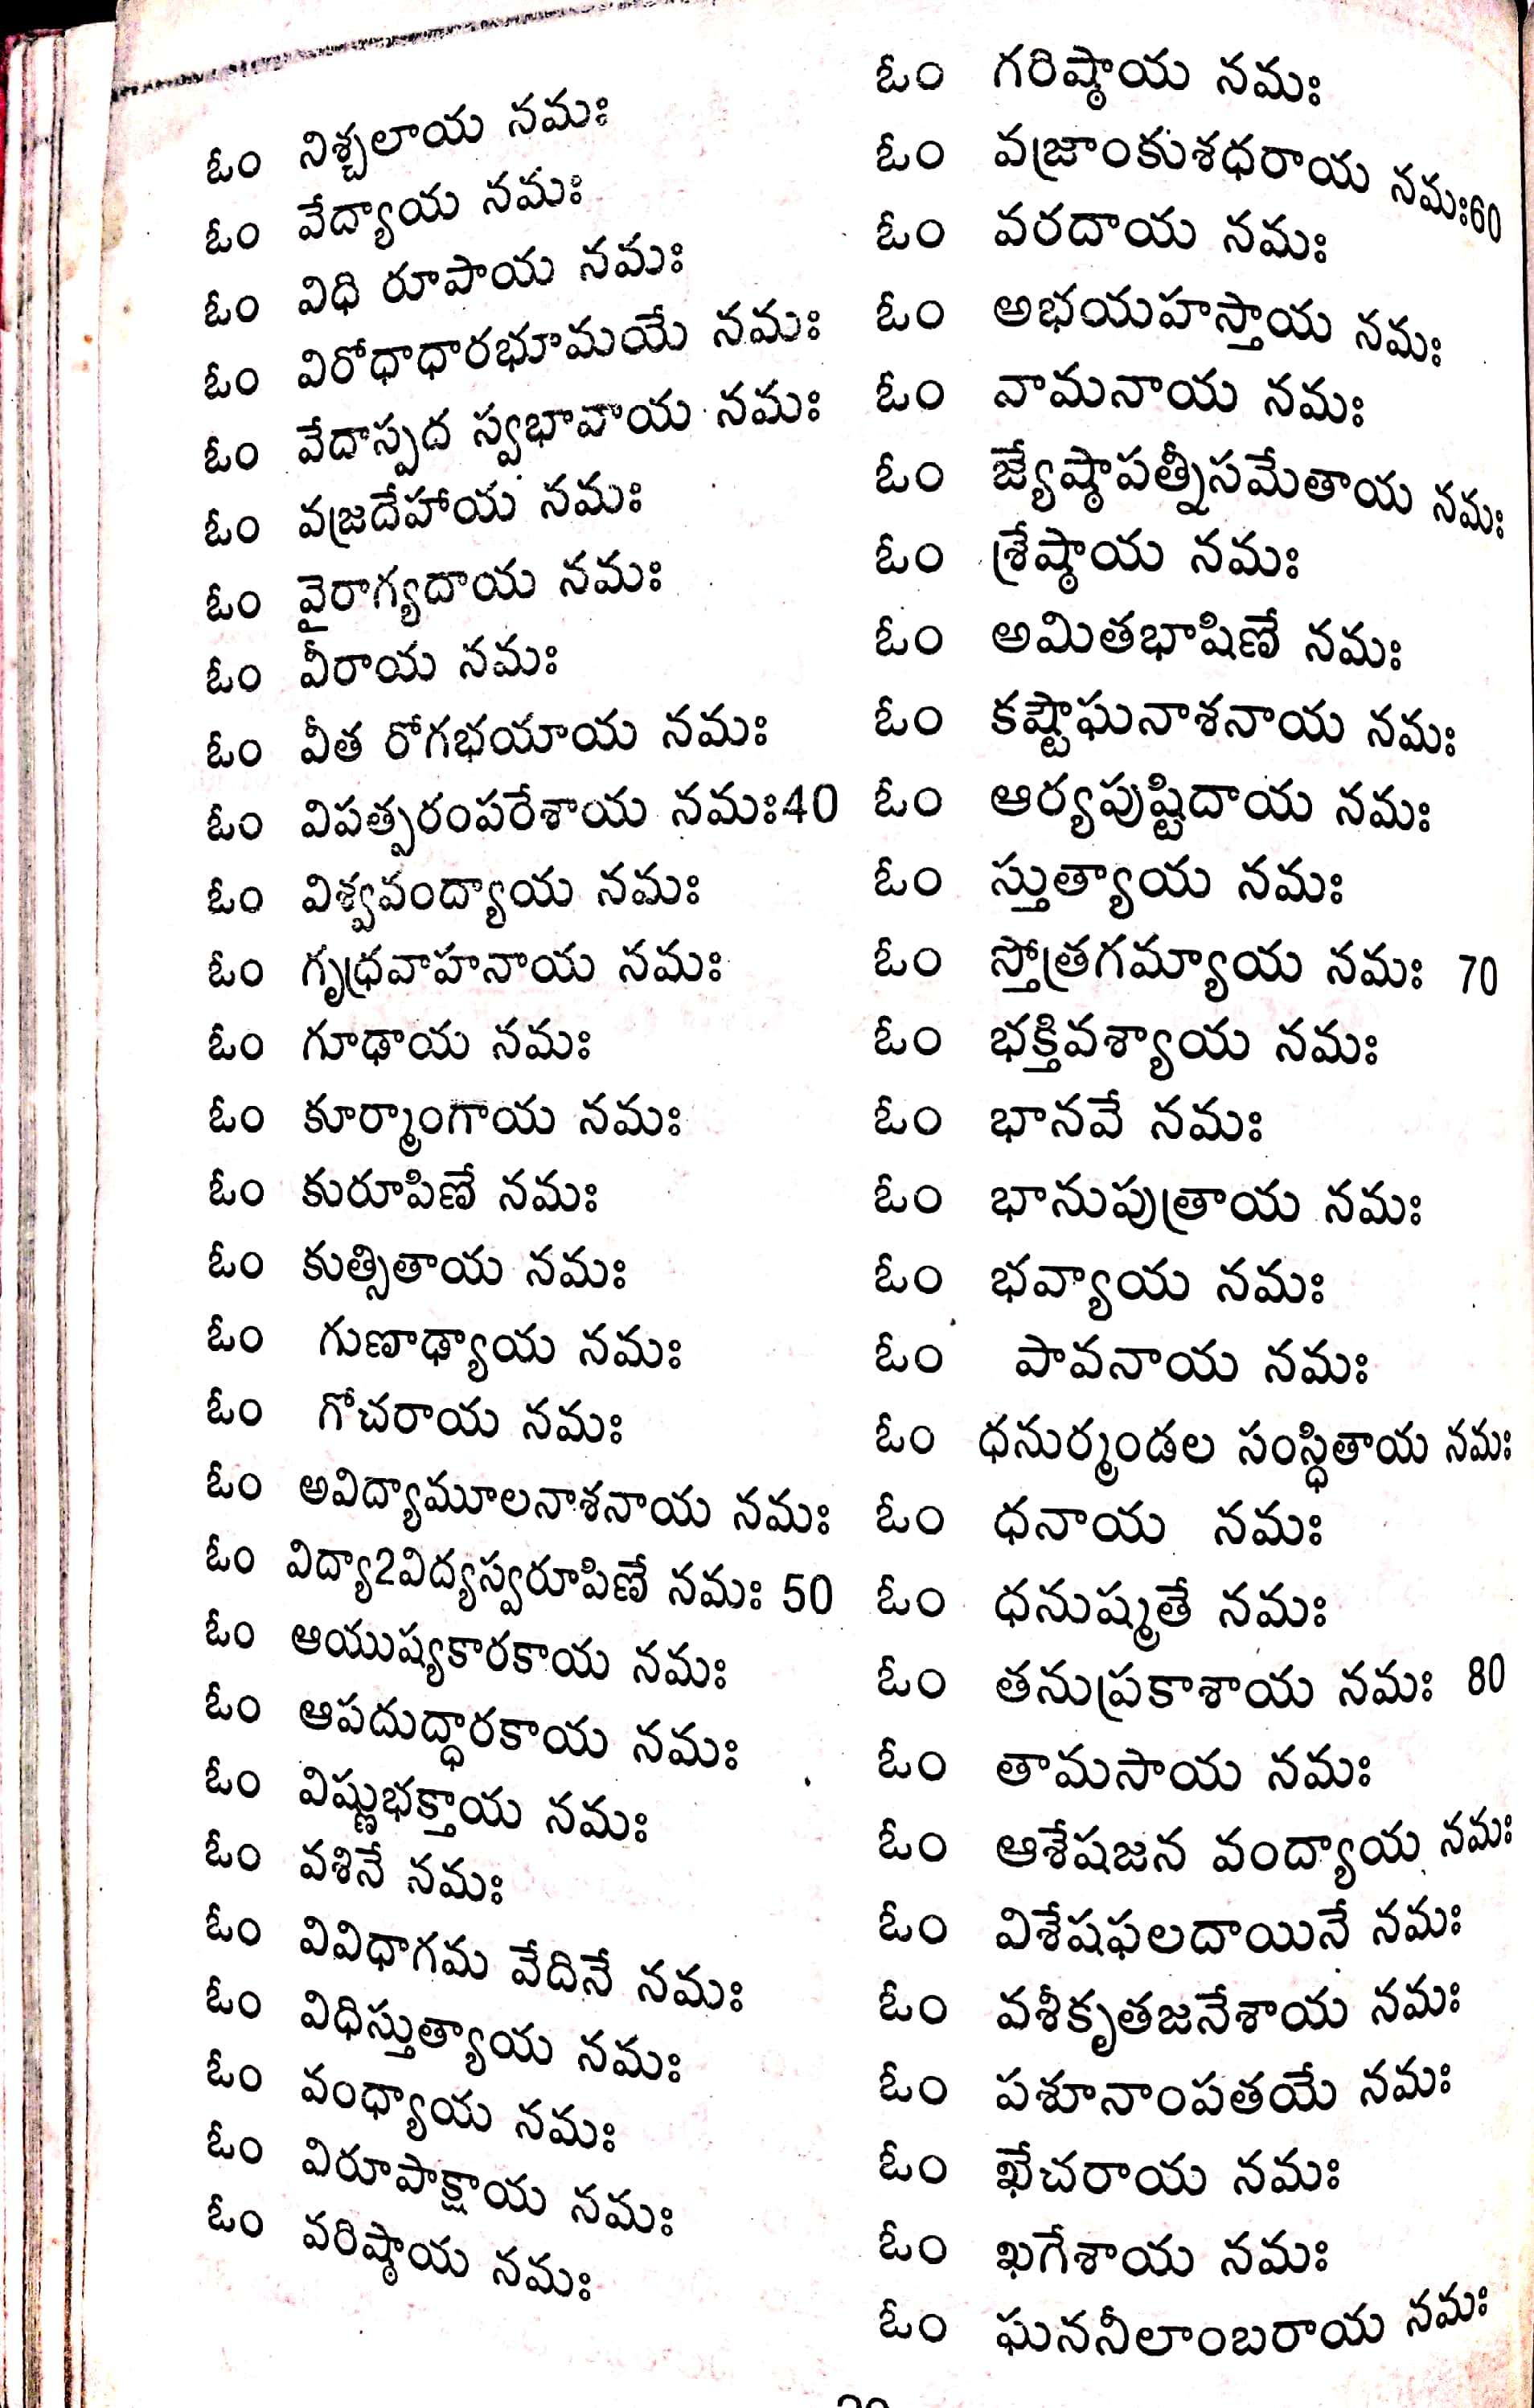 ఓం నిశ్చలాయ నమః
ఓం వేద్యాయ నమః
ఓం విధి రూపాయ నమః
ఓం విరోధాధారభూమయే నమః
ఓం వేదాస్పద స్వభావాయ నమః
ఓం వజ్రదేహాయ నమః
ఓం వైరాగ్యదాయ నమః
ఓం వీరాయ నమః
ఓం వీత రోగభయాయ నమః
ఓం విపత్పరంపరేశాయ నమః40
ఓం విశ్వవంద్యాయ నమః
ఓం గృధ్రవాహనాయ నమః
ఓం గూఢాయ నమః
ఓం కూర్మాంగాయ నమః
ఓం కురూపిణే నమః
ఓం కుత్సితాయ నమః
ఓం గుణాఢ్యాయ నమః
ఓం గోచరాయ నమః
ఓం అవిద్యామూలనాశనాయ నమః
ఓం విద్యా2విద్యస్వరూపిణే నమః 50
ఓం ఆయుష్యకారకాయ నమః
ఓం ఆపదుద్ధారకాయ నమః
ఓం విష్ణుభక్తాయ నమః
ఓం వశినే నమః
ఓం వివిధాగమ వేదినే నమః
ఓం విధిస్తుత్యాయ నమః
ఓం వంధ్యాయ నమః
ఓం విరూపాక్షాయ నమః
ఓం వరిష్ఠాయ నమః
ఓం గరిష్ఠాయ నమః
ఓం వజ్రాంకుశధరాయ నమః60
ఓం వరదాయ నమః
ఓం అభయహస్తాయ నమః
ఓం వామనాయ నమః
ఓం జ్యేష్ఠాపత్నీసమేతాయ నమః
ఓం శ్రేష్ఠాయ నమః
ఓం అమితభాషిణే నమః
ఓం కష్టౌఘనాశనాయ నమః
ఓం ఆర్యపుష్టిదాయ నమః
ఓం స్తుత్యాయ నమః
ఓం స్తోత్రగమ్యాయ నమః 70
ఓం భక్తివశ్యాయ నమః
ఓం భానవే నమః
ఓం భానుపుత్రాయ నమః
ఓం భవ్యాయ నమః
ఓం పావనాయ నమః
ఓం ధనుర్మండల సంస్థితాయ నమః
ఓం ధనాయ నమః
ఓం ధనుష్మతే నమః
ఓం తనుప్రకాశాయ నమః 80
ఓం తామసాయ నమః
ఓం ఆశేషజన వంద్యాయ నమః
ఓం విశేషఫలదాయినే నమః
ఓం వశీకృతజనేశాయ నమః
ఓం పశూనాంపతయే నమః
ఓం ఖేచరాయ నమః
ఓం ఖగేశాయ నమః
ఓం ఘననీలాంబరాయ నమః